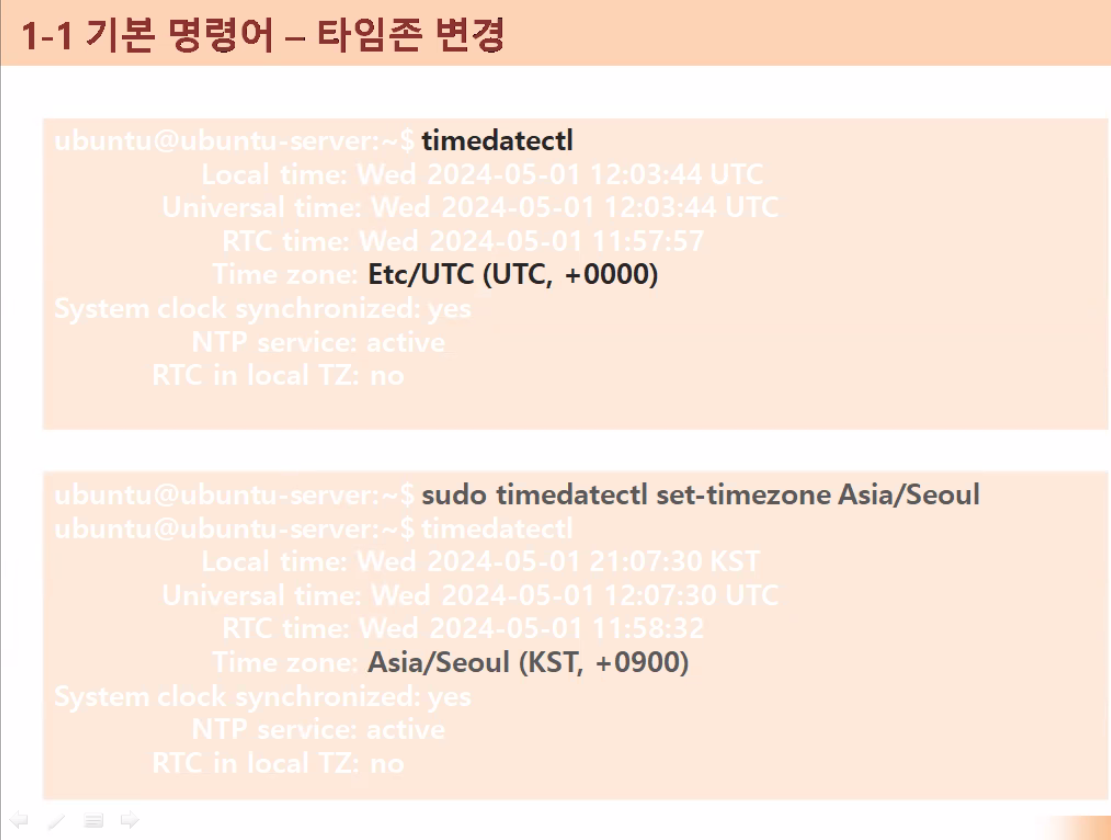 1-1 기본 명령어 – 타임존 변경
ubuntu@ubuntu-server:~$ timedatectl
Local time: Wed 2024-05-01 12:03:44 UTC
Universal time: Wed 2024-05-01 12:03:44 UTC
RTC time: Wed 2024-05-01 11:57:57
Time zone: Etc/UTC (UTC, +0000)
System clock synchronized: yes
NTP service: active
RTC in local TZ: no
ubuntu@ubuntu-server:~$ sudo timedatectl set-timezone Asia/Seoul
ubuntu@ubuntu-server:~$ timedatectl
Local time: Wed 2024-05-01 21:07:30 KST
Universal time: Wed 2024-05-01 12:07:30 UTC
RTC time: Wed 2024-05-01 11:58:32
Time zone: Asia/Seoul (KST, +0900)
System clock synchronized: yes
NTP service: active
RTC in local TZ: no